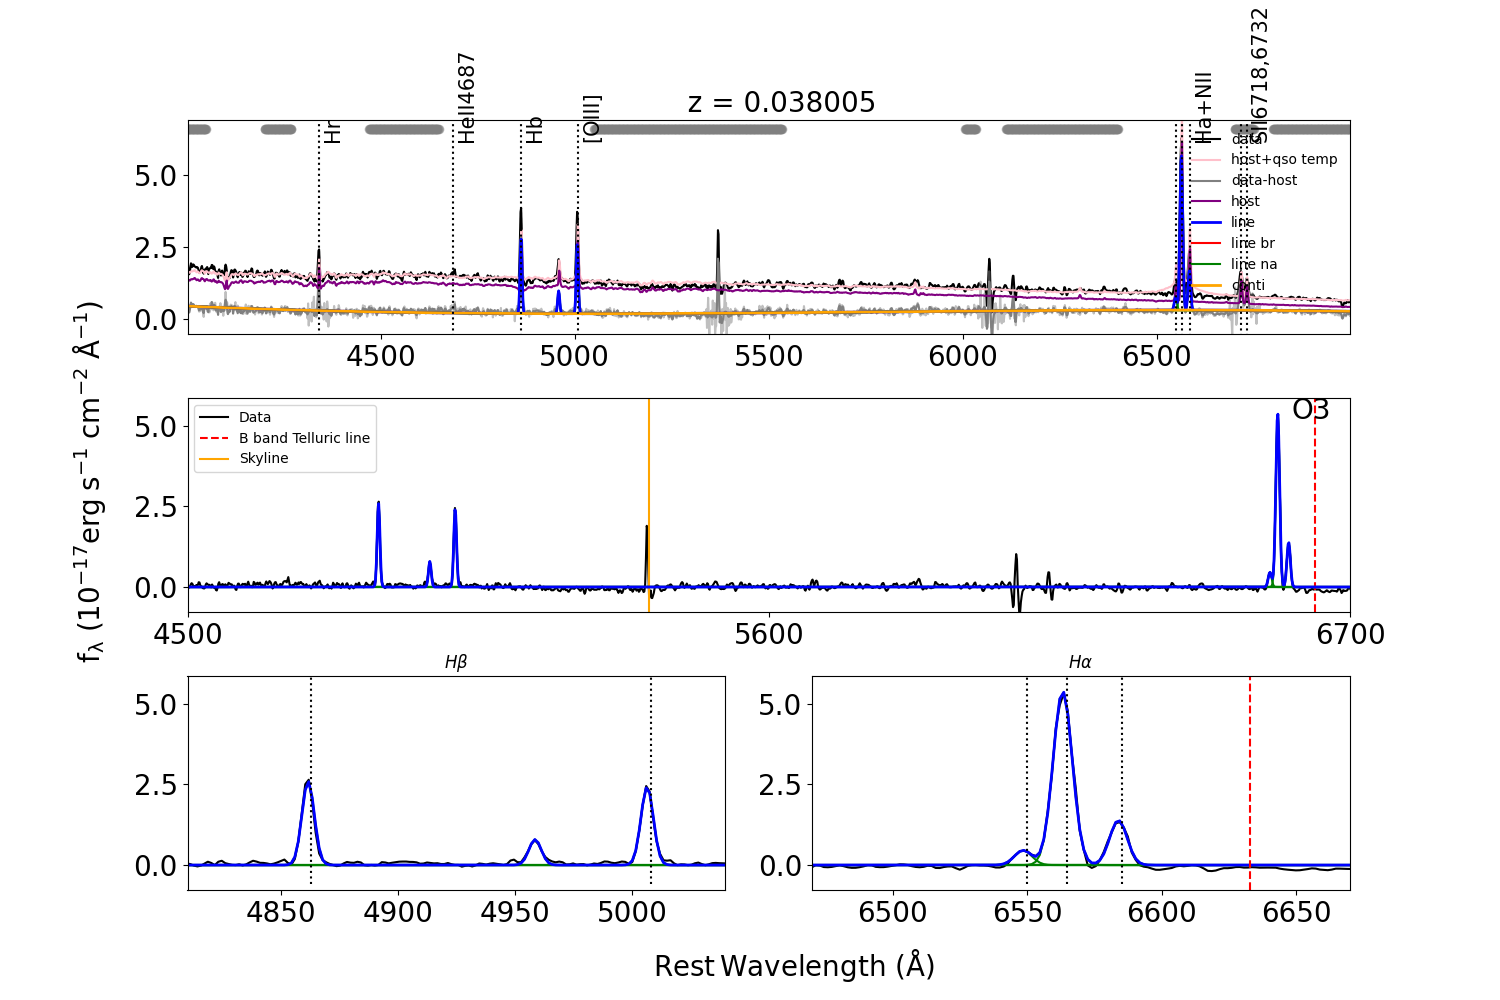 z = 0.038005
Hr
HeII4687
Hb
[OIII]
Ha+NII
SII6718,6732
data
host+qso temp
data-host
host
line
line br
line na
conti
5.0
2.5
0.0
4500 5000 5500 6000 6500
Data
B band Telluric line
Skyline
O3
5.0
2.5
0.0
4500 5600 6700
fλ (10⁻¹⁷erg s⁻¹ cm⁻² Å⁻¹)
Hβ
5.0
2.5
0.0
4850 4900 4950 5000
Hα
5.0
2.5
0.0
6500 6550 6600 6650
Rest Wavelength (Å)